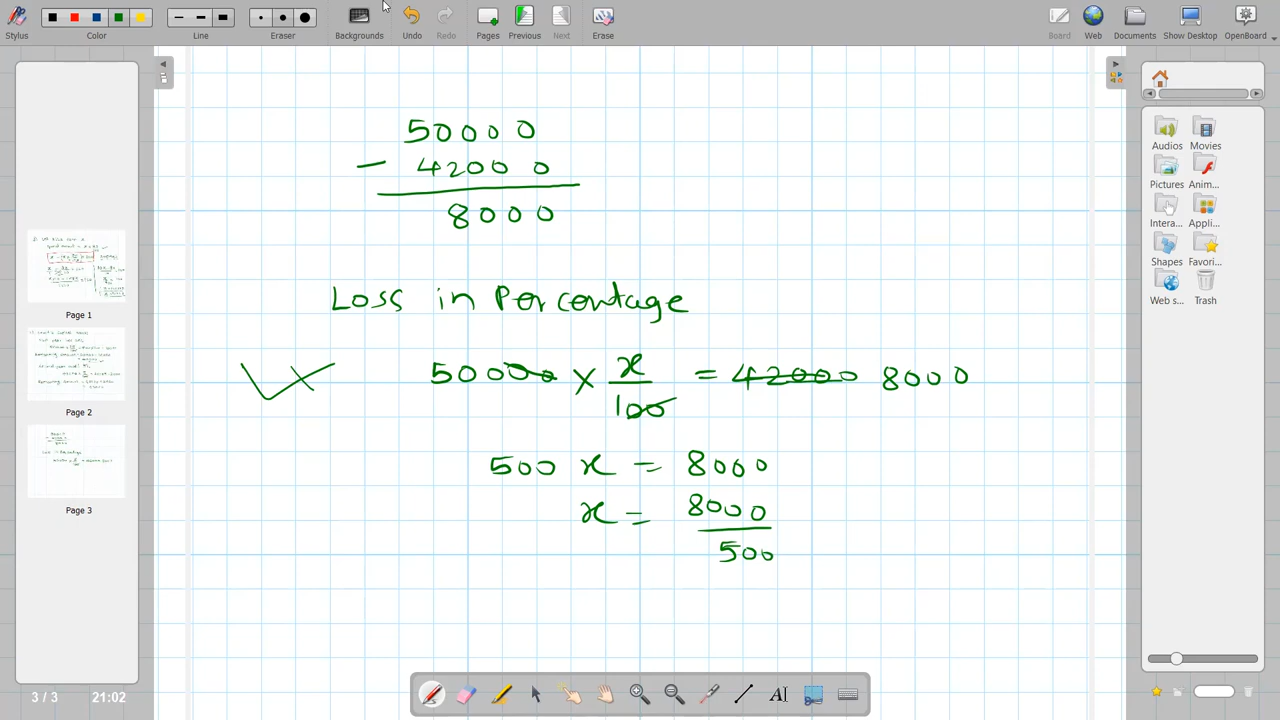 Color Line Eraser Backgrounds Undo Redo Pages Previous Next Erase Board Web Documents Show Desktop OpenBoard
Stylus
50000
- 42000
8000
Loss in Percentage
50000 × x/100 = 42000 8000
500 x = 8000
x = 8000/500
Page 1
Page 2
Page 3
3 / 3 21:02
Audios Movies
Pictures Anim...
Intera... Appli...
Shapes Favori...
Web s... Trash